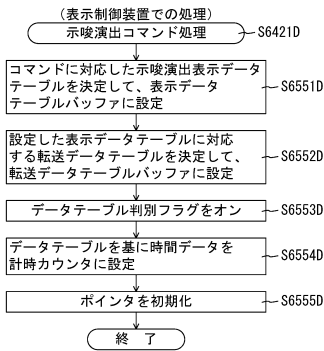 (表示制御装置での処理)
示唆演出コマンド処理
S6421D
コマンドに対応した示唆演出表示データ
テーブルを決定して、表示データ
テーブルバッファに設定
S6551D
設定した表示データテーブルに対応
する転送データテーブルを決定して、
転送データテーブルバッファに設定
S6552D
データテーブル判別フラグをオン
S6553D
データテーブルを基に時間データを
計時カウンタに設定
S6554D
ポインタを初期化
S6555D
終 了